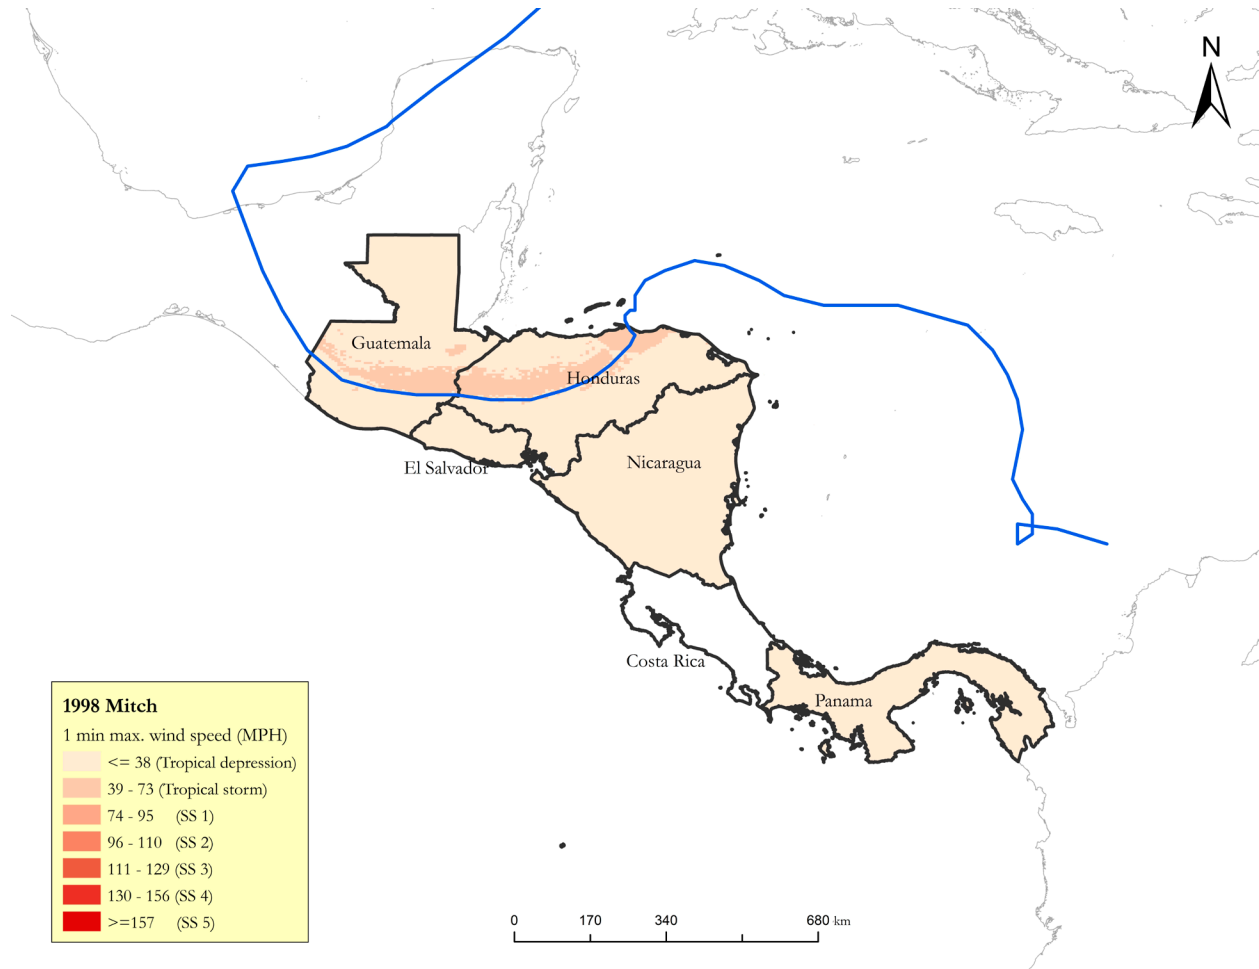 N
Guatemala
Honduras
El Salvador
Nicaragua
Costa Rica
Panama
1998 Mitch
1 min max. wind speed (MPH)
<= 38 (Tropical depression)
39 - 73 (Tropical storm)
74 - 95 (SS 1)
96 - 110 (SS 2)
111 - 129 (SS 3)
130 - 156 (SS 4)
>=157 (SS 5)
0 170 340 680 km